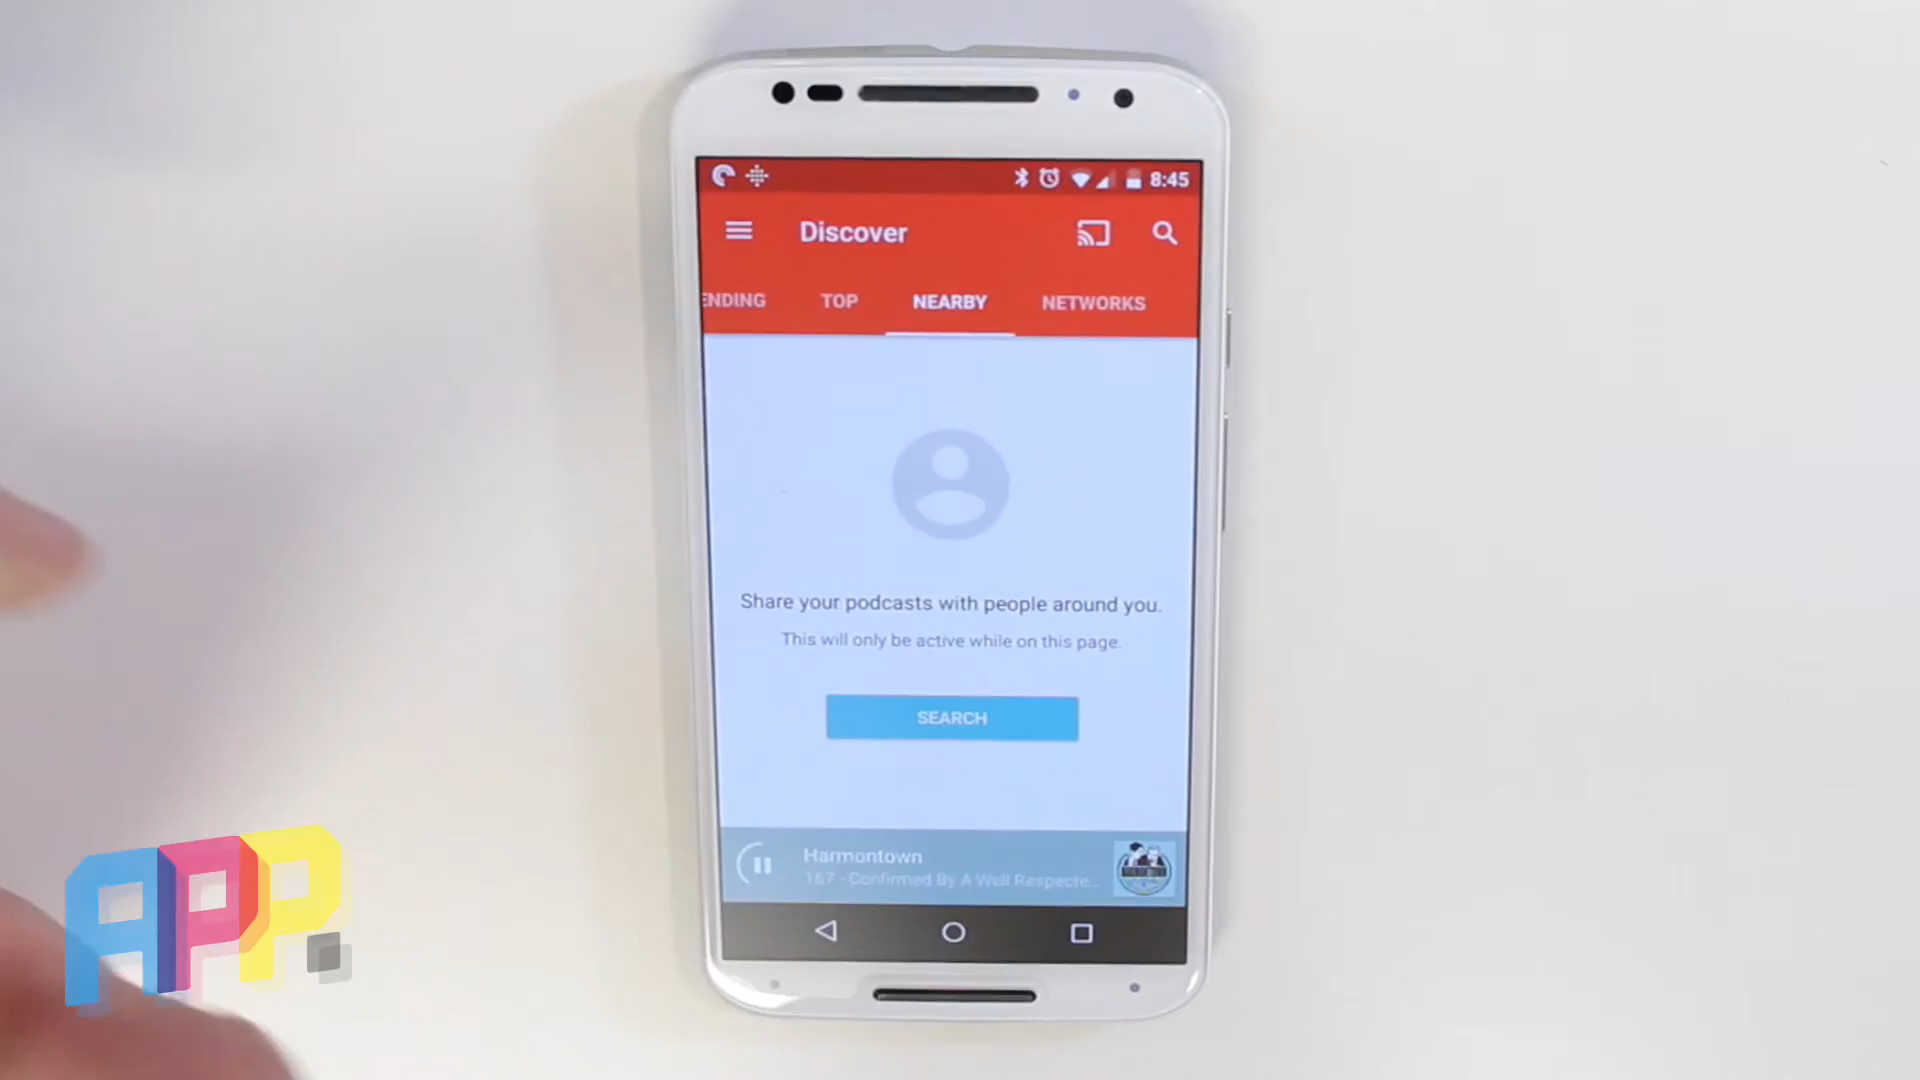 8:45
Discover
ENDING TOP NEARBY NETWORKS
Share your podcasts with people around you.
This will only be active while on this page.
SEARCH
Harmontown
167 - Confirmed By A Well Respecte...
APP.